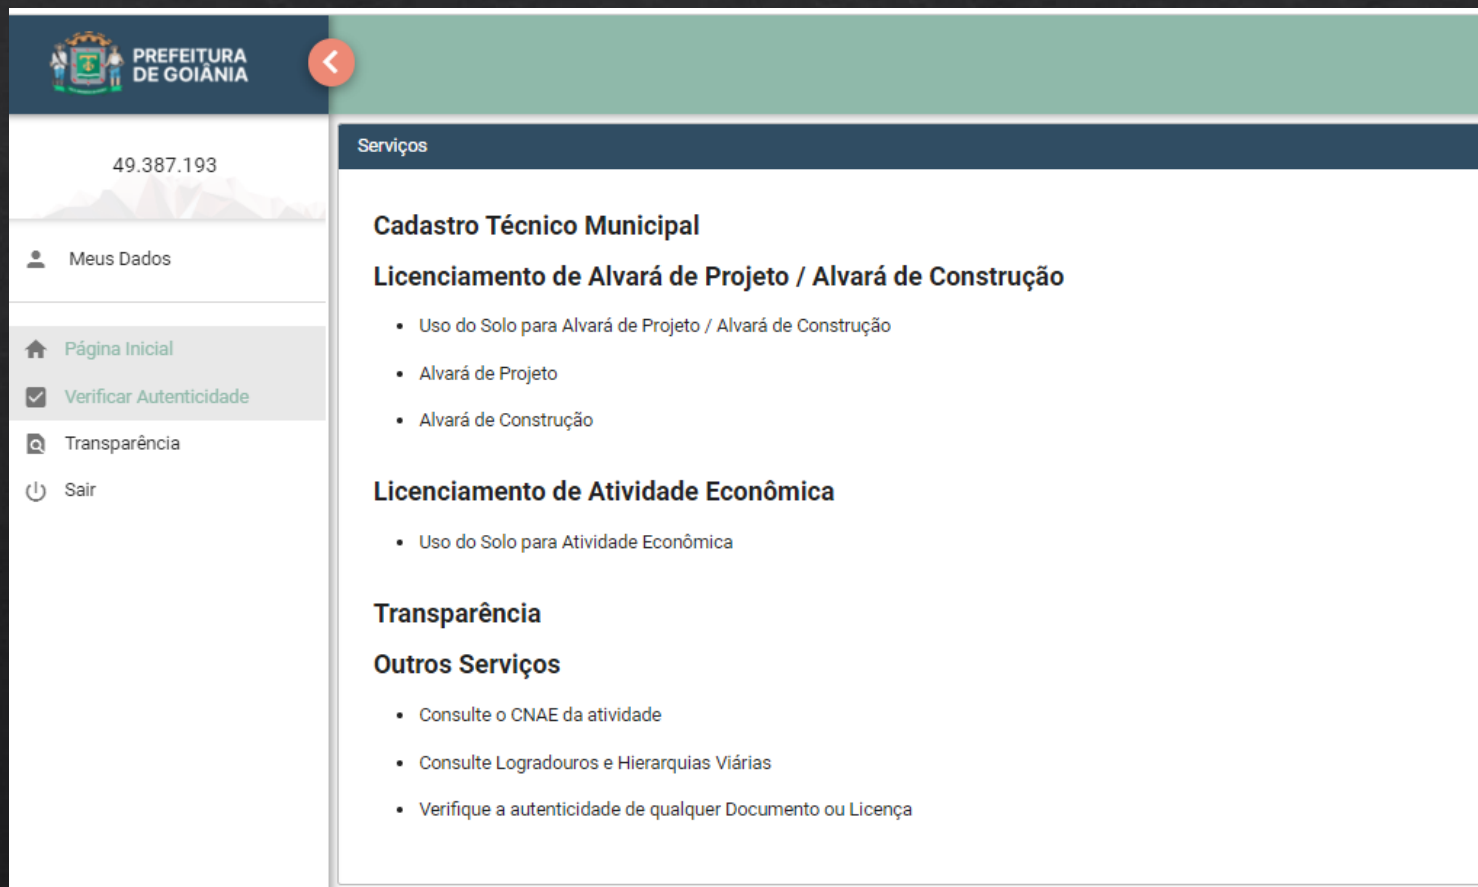 PREFEITURA
DE GOIÂNIA
49.387.193
Meus Dados
Página Inicial
Verificar Autenticidade
Transparência
Sair
Serviços
Cadastro Técnico Municipal
Licenciamento de Alvará de Projeto / Alvará de Construção
• Uso do Solo para Alvará de Projeto / Alvará de Construção
• Alvará de Projeto
• Alvará de Construção
Licenciamento de Atividade Econômica
• Uso do Solo para Atividade Econômica
Transparência
Outros Serviços
• Consulte o CNAE da atividade
• Consulte Logradouros e Hierarquias Viárias
• Verifique a autenticidade de qualquer Documento ou Licença